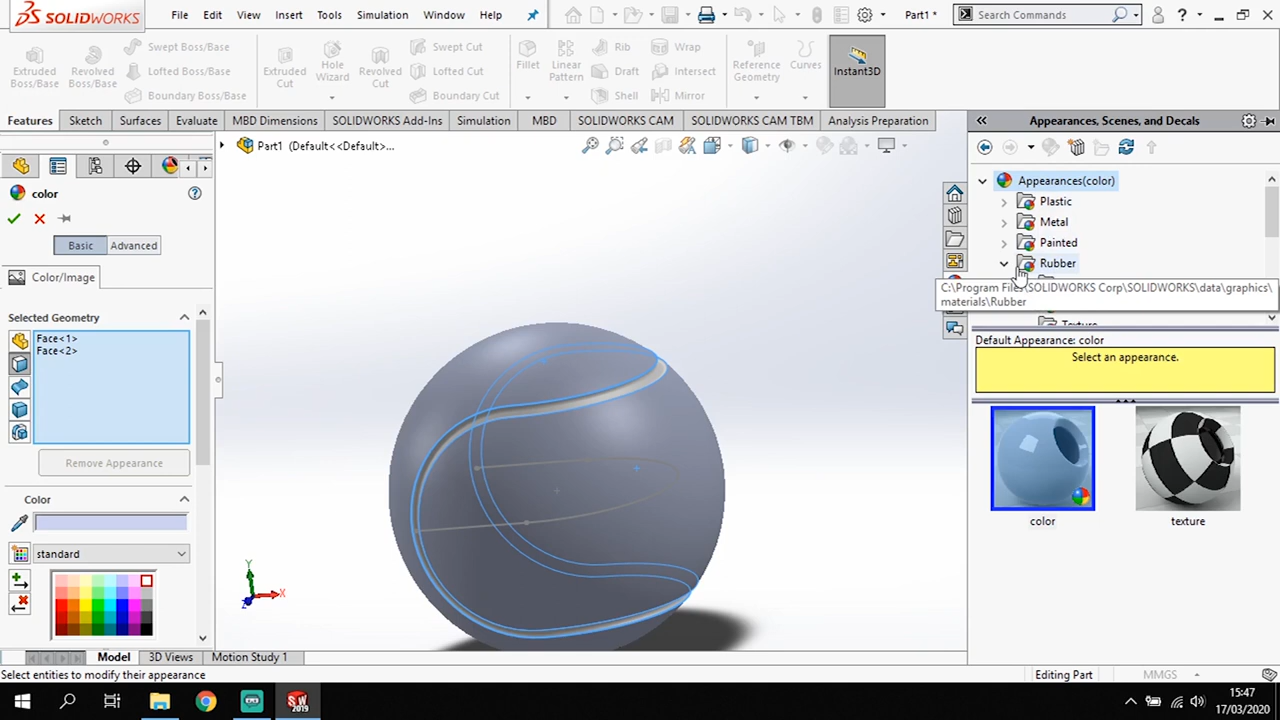 SOLIDWORKS
File Edit View Insert Tools Simulation Window Help
Part1 *
Search Commands
?
Extruded Boss/Base
Revolved Boss/Base
Swept Boss/Base
Lofted Boss/Base
Boundary Boss/Base
Extruded Cut
Hole Wizard
Revolved Cut
Swept Cut
Lofted Cut
Boundary Cut
Fillet
Linear Pattern
Rib
Draft
Shell
Wrap
Intersect
Mirror
Reference Geometry
Curves
Instant3D
Features Sketch Surfaces Evaluate MBD Dimensions SOLIDWORKS Add-Ins Simulation MBD SOLIDWORKS CAM SOLIDWORKS CAM TBM Analysis Preparation
Part1 (Default<<Default>...
color
?
Basic Advanced
Color/Image
Selected Geometry
Face<1>
Face<2>
Remove Appearance
Color
standard
Y
X
Z
Appearances, Scenes, and Decals
Appearances(color)
Plastic
Metal
Painted
Rubber
C:\Program Files\SOLIDWORKS Corp\SOLIDWORKS\data\graphics\
materials\Rubber
Texture
Default Appearance: color
Select an appearance.
color
texture
Model 3D Views Motion Study 1
Select entities to modify their appearance
Editing Part
MMGS
SW
2019
15:47
17/03/2020